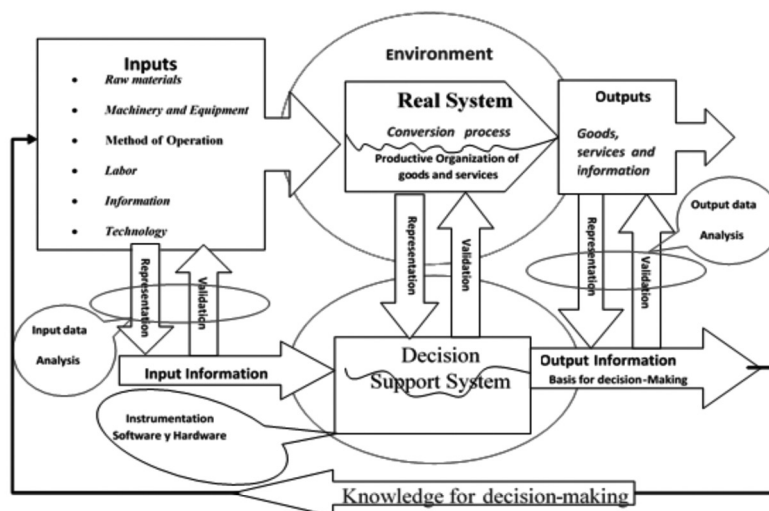 Inputs
• Raw materials
• Machinery and Equipment
• Method of Operation
• Labor
• Information
• Technology
Environment
Real System
Conversion process
Productive Organization of
goods and services
Outputs
Goods,
services and
information
Output data
Analysis
Representation
Validation
Representation
Validation
Representation
Validation
Input data
Analysis
Input Information
Decision
Support System
Output Information
Basis for decision-Making
Instrumentation
Software y Hardware
Knowledge for decision-making